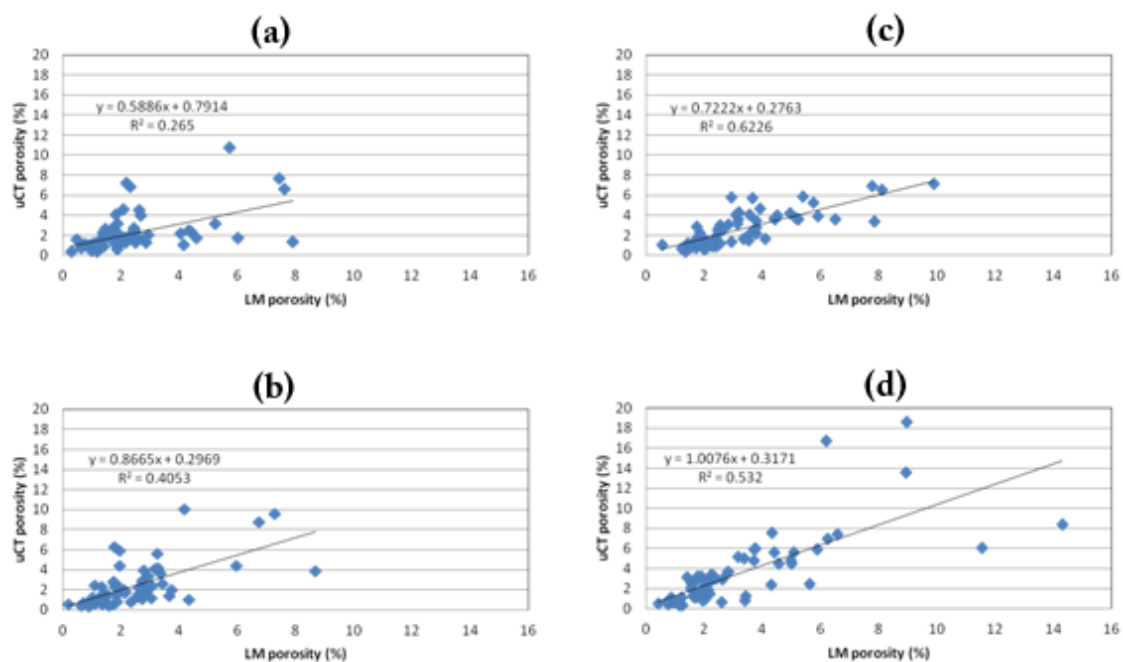 (a)
20
18
16
14
12
10
8
6
4
2
0
uCT porosity (%)
y = 0.5886x + 0.7914
R² = 0.265
0 2 4 6 8 10 12 14 16
LM porosity (%)
(c)
20
18
16
14
12
10
8
6
4
2
0
uCT porosity (%)
y = 0.7222x + 0.2763
R² = 0.6226
0 2 4 6 8 10 12 14 16
LM porosity (%)
(b)
20
18
16
14
12
10
8
6
4
2
0
uCT porosity (%)
y = 0.8665x + 0.2969
R² = 0.4053
0 2 4 6 8 10 12 14 16
LM porosity (%)
(d)
20
18
16
14
12
10
8
6
4
2
0
uCT porosity (%)
y = 1.0076x + 0.3171
R² = 0.532
0 2 4 6 8 10 12 14 16
LM porosity (%)